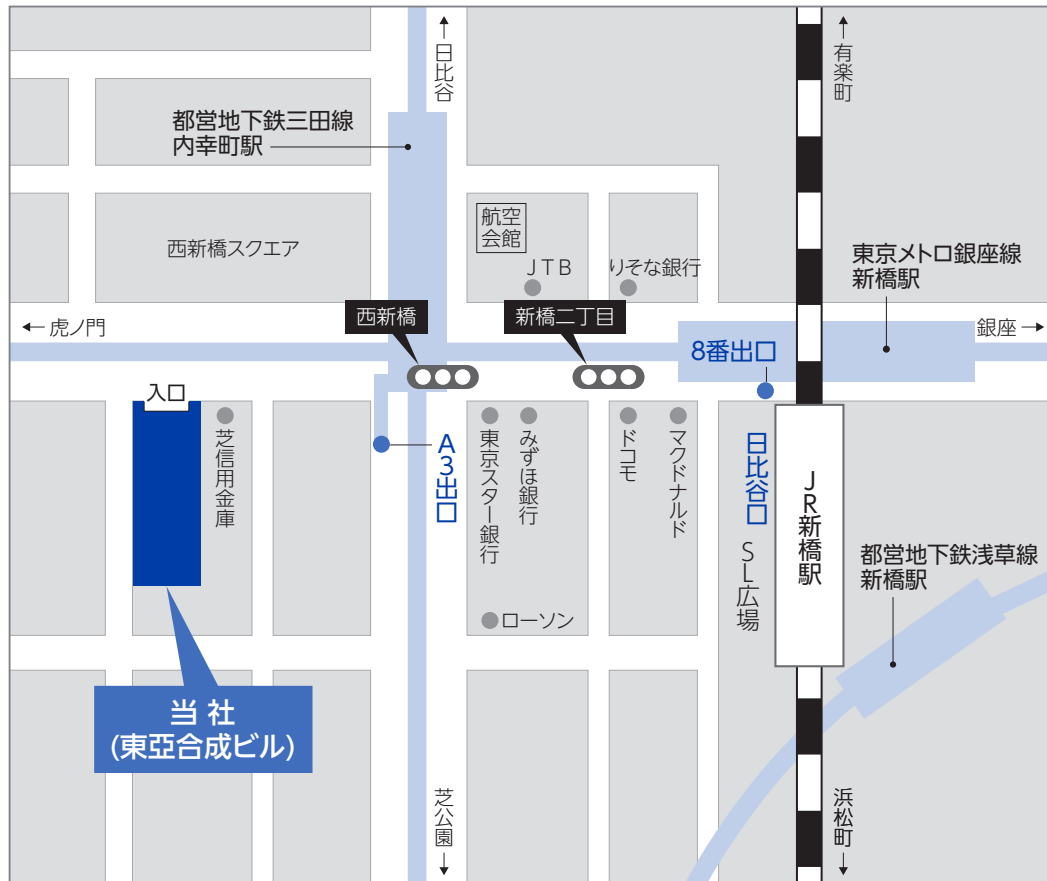 ↑
日比谷
↑
有楽町
都営地下鉄三田線
内幸町駅
西新橋スクエア
航空
会館
JTB
りそな銀行
東京メトロ銀座線
新橋駅
← 虎ノ門
西新橋
新橋二丁目
銀座 →
8番出口
入口
芝信用金庫
A3出口
東京スター銀行
みずほ銀行
ドコモ
マクドナルド
日比谷口
SL広場
JR新橋駅
都営地下鉄浅草線
新橋駅
ローソン
当社
(東亞合成ビル)
芝公園
↓
浜松町
↓